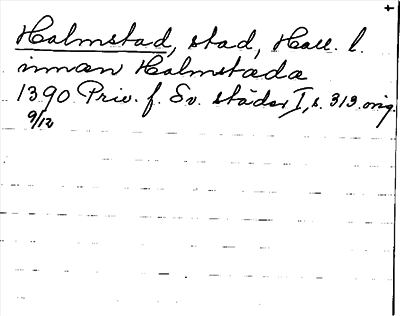 +
Halmstad, stad, Hall. l.
innan Halmstada
1390 Priv. f. Sv. städer I, s. 313. orig.
9/12